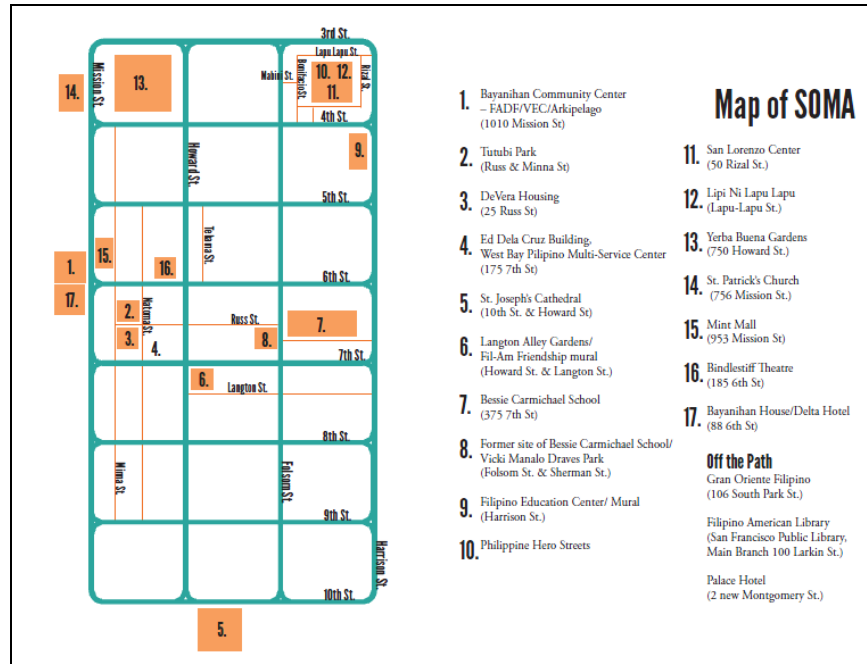 3rd St.
Lapu Lapu St.
Mission St.
Mabini St.
Bonifacio St.
Rizal St.
10. 12.
11.
13.
14.
4th St.
Howard St.
9.
5th St.
Tehana St.
15.
16.
1.
6th St.
17.
2.
Natoma St.
Russ St.
7.
3.
4.
8.
7th St.
6.
Langton St.
8th St.
Minna St.
Folsom St.
9th St.
Harrison St.
10th St.
5.
1. Bayanihan Community Center
– FADF/VEC/Arkipelago
(1010 Mission St)
2. Tutubi Park
(Russ & Minna St)
3. DeVera Housing
(25 Russ St)
4. Ed Dela Cruz Building,
West Bay Pilipino Multi-Service Center
(175 7th St)
5. St. Joseph's Cathedral
(10th St. & Howard St)
6. Langton Alley Gardens/
Fil-Am Friendship mural
(Howard St. & Langton St.)
7. Bessie Carmichael School
(375 7th St)
8. Former site of Bessie Carmichael School/
Vicki Manalo Draves Park
(Folsom St. & Sherman St.)
9. Filipino Education Center/ Mural
(Harrison St.)
10. Philippine Hero Streets
Map of SOMA
11. San Lorenzo Center
(50 Rizal St.)
12. Lipi Ni Lapu Lapu
(Lapu-Lapu St.)
13. Yerba Buena Gardens
(750 Howard St.)
14. St. Patrick's Church
(756 Mission St.)
15. Mint Mall
(953 Mission St)
16. Bindlestiff Theatre
(185 6th St)
17. Bayanihan House/Delta Hotel
(88 6th St)
Off the Path
Gran Oriente Filipino
(106 South Park St.)
Filipino American Library
(San Francisco Public Library,
Main Branch 100 Larkin St.)
Palace Hotel
(2 new Montgomery St.)